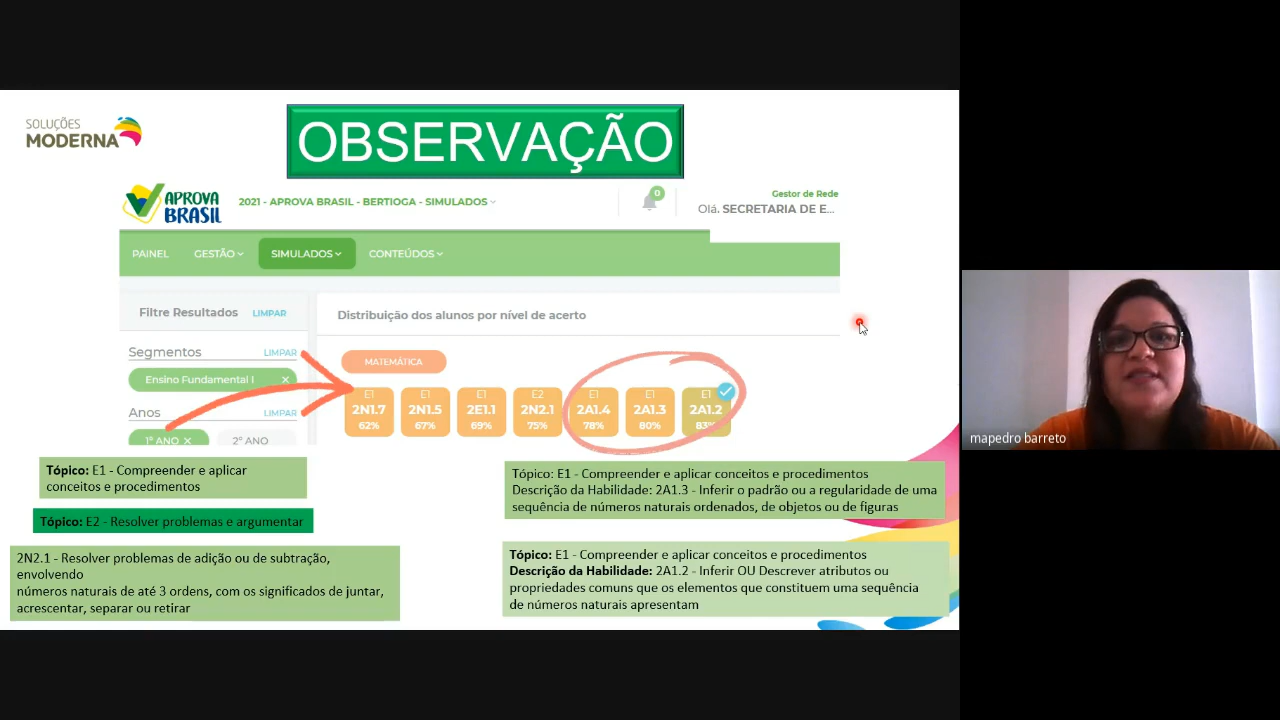 SOLUÇÕES
MODERNA
OBSERVAÇÃO
APROVA
BRASIL
2021 - APROVA BRASIL - BERTIOGA - SIMULADOS
0
Gestor de Rede
Olá, SECRETARIA DE E...
PAINEL GESTÃO SIMULADOS CONTEÚDOS
Filtre Resultados LIMPAR
Distribuição dos alunos por nível de acerto
Segmentos LIMPAR
Ensino Fundamental I X
Anos LIMPAR
1º ANO X 2º ANO
MATEMÁTICA
E1 E1 E1 E2 E1 E1 E1
2N1.7 2N1.5 2E1.1 2N2.1 2A1.4 2A1.3 2A1.2
62% 67% 69% 75% 78% 80% 83%
Tópico: E1 - Compreender e aplicar
conceitos e procedimentos
Tópico: E2 - Resolver problemas e argumentar
2N2.1 - Resolver problemas de adição ou de subtração,
envolvendo
números naturais de até 3 ordens, com os significados de juntar,
acrescentar, separar ou retirar
Tópico: E1 - Compreender e aplicar conceitos e procedimentos
Descrição da Habilidade: 2A1.3 - Inferir o padrão ou a regularidade de uma
sequência de números naturais ordenados, de objetos ou de figuras
Tópico: E1 - Compreender e aplicar conceitos e procedimentos
Descrição da Habilidade: 2A1.2 - Inferir OU Descrever atributos ou
propriedades comuns que os elementos que constituem uma sequência
de números naturais apresentam
mapedro barreto